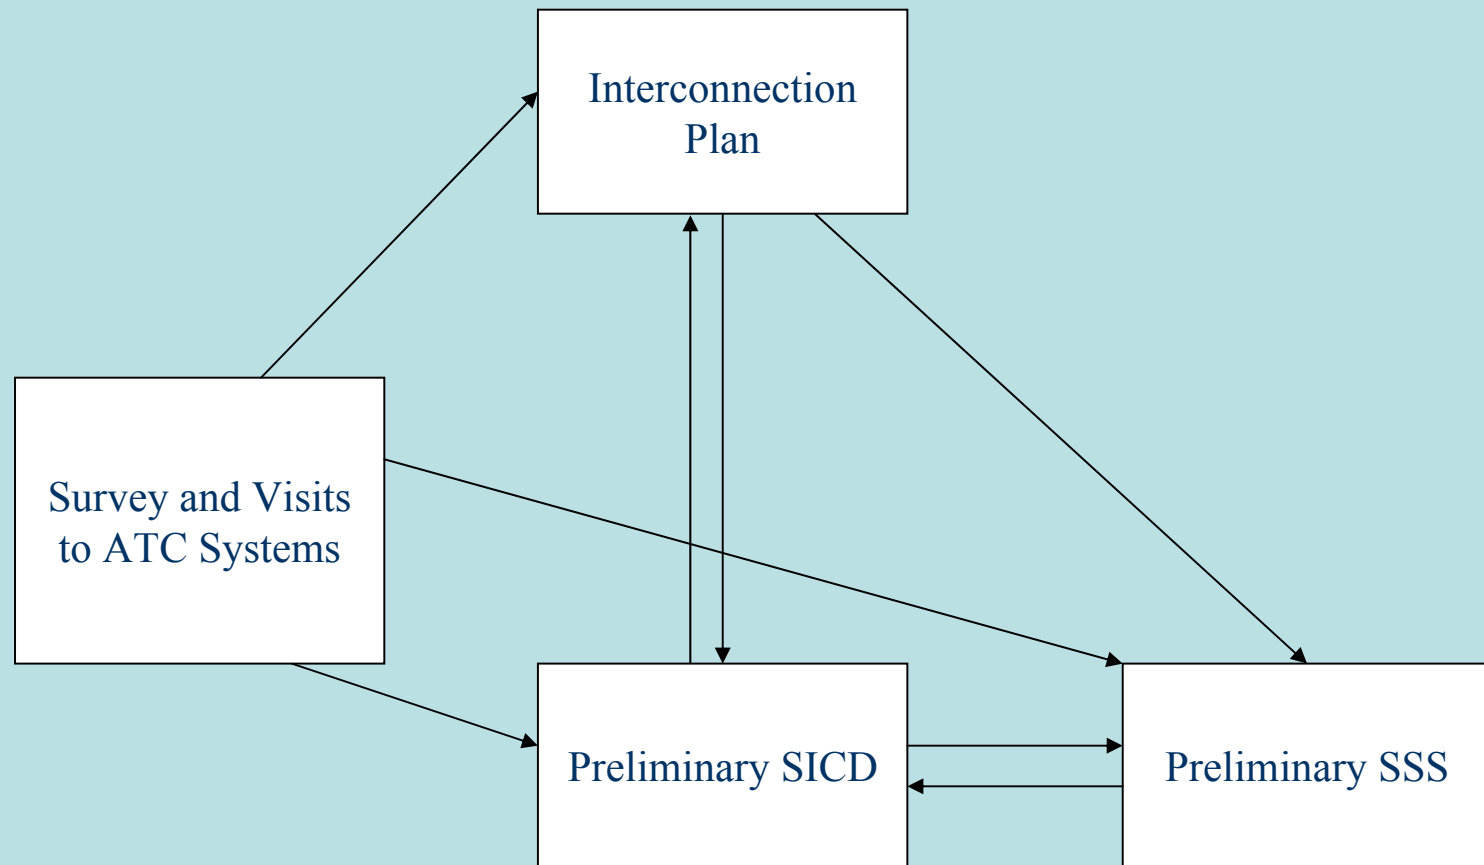 Interconnection
Plan
Survey and Visits
to ATC Systems
Preliminary SICD
Preliminary SSS